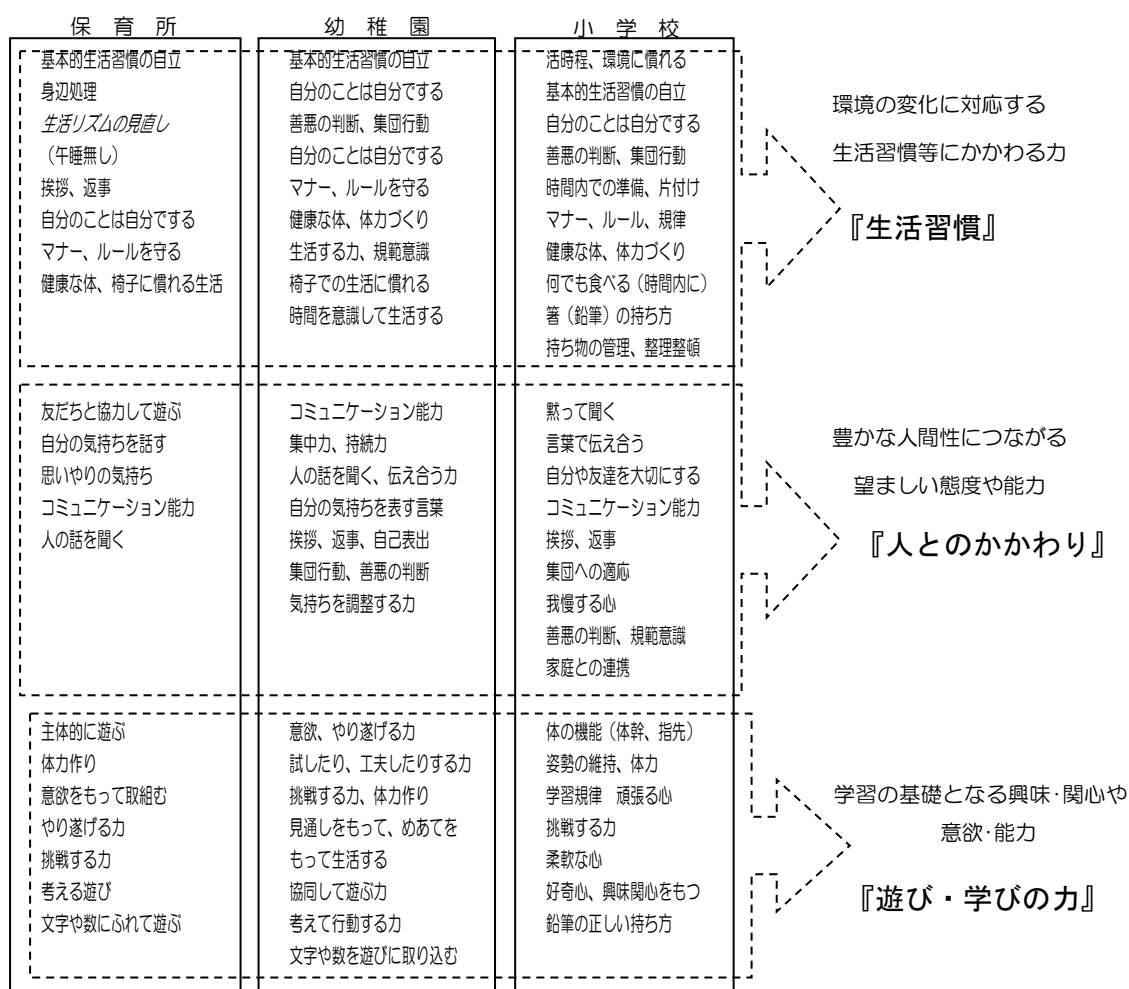 保育所
基本的生活習慣の自立
身辺処理
生活リズムの見直し
（午睡無し）
挨拶、返事
自分のことは自分でする
マナー、ルールを守る
健康な体、椅子に慣れる生活
友だちと協力して遊ぶ
自分の気持ちを話す
思いやりの気持ち
コミュニケーション能力
人の話を聞く
主体的に遊ぶ
体力作り
意欲をもって取組む
やり遂げる力
挑戦する力
考える遊び
文字や数にふれて遊ぶ
幼稚園
基本的生活習慣の自立
自分のことは自分でする
善悪の判断、集団行動
自分のことは自分でする
マナー、ルールを守る
健康な体、体力づくり
生活する力、規範意識
椅子での生活に慣れる
時間を意識して生活する
コミュニケーション能力
集中力、持続力
人の話を聞く、伝え合う力
自分の気持ちを表す言葉
挨拶、返事、自己表出
集団行動、善悪の判断
気持ちを調整する力
意欲、やり遂げる力
試したり、工夫したりする力
挑戦する力、体力作り
見通しをもって、めあてを
もって生活する
協同して遊ぶ力
考えて行動する力
文字や数を遊びに取り込む
小学校
活時程、環境に慣れる
基本的生活習慣の自立
自分のことは自分でする
善悪の判断、集団行動
時間内での準備、片付け
マナー、ルール、規律
健康な体、体力づくり
何でも食べる（時間内に）
箸（鉛筆）の持ち方
持ち物の管理、整理整頓
黙って聞く
言葉で伝え合う
自分や友達を大切にする
コミュニケーション能力
挨拶、返事
集団への適応
我慢する心
善悪の判断、規範意識
家庭との連携
体の機能（体幹、指先）
姿勢の維持、体力
学習規律 頑張る心
挑戦する力
柔軟な心
好奇心、興味関心をもつ
鉛筆の正しい持ち方
環境の変化に対応する
生活習慣等にかかわる力
『生活習慣』
豊かな人間性につながる
望ましい態度や能力
『人とのかかわり』
学習の基礎となる興味・関心や
意欲・能力
『遊び・学びの力』